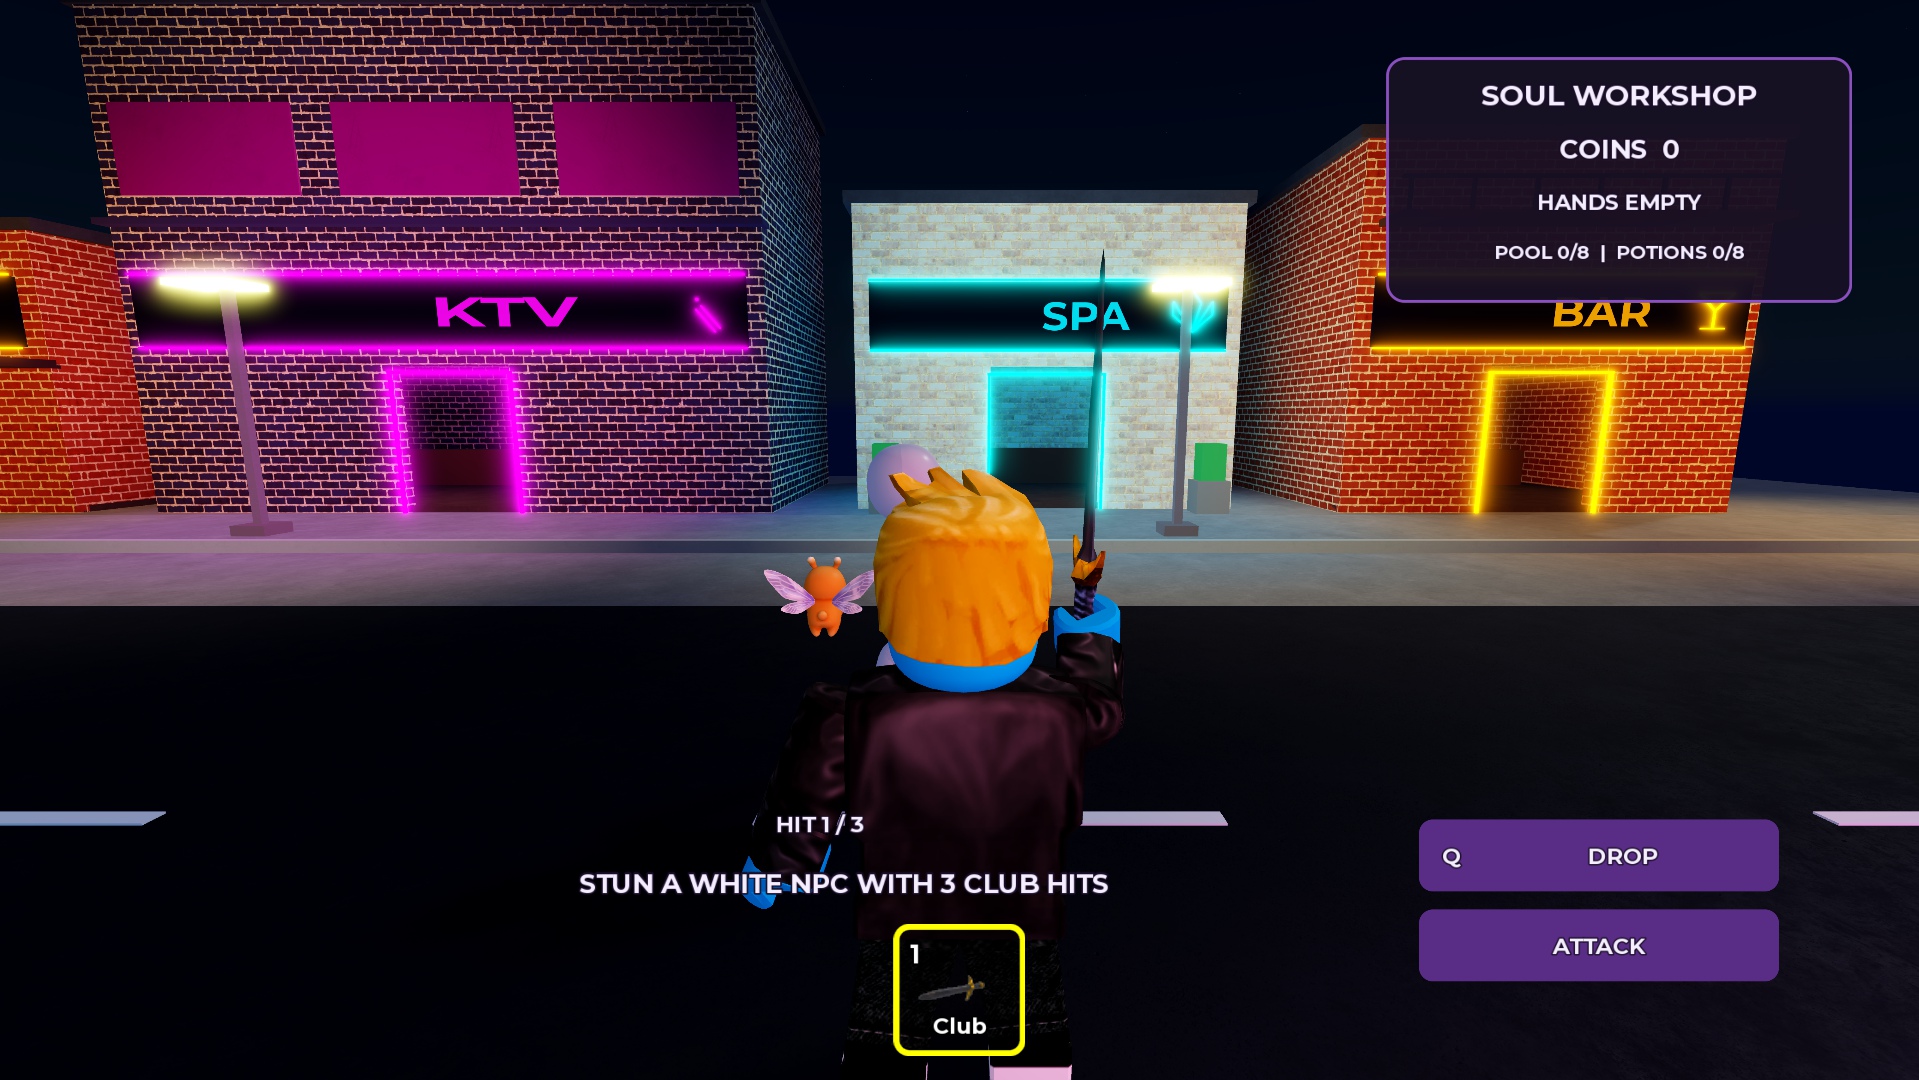 SOUL WORKSHOP
COINS 0
HANDS EMPTY
POOL 0/8 | POTIONS 0/8
KTV
SPA
BAR
HIT 1 / 3
STUN A WHITE NPC WITH 3 CLUB HITS
Q DROP
ATTACK
1
Club